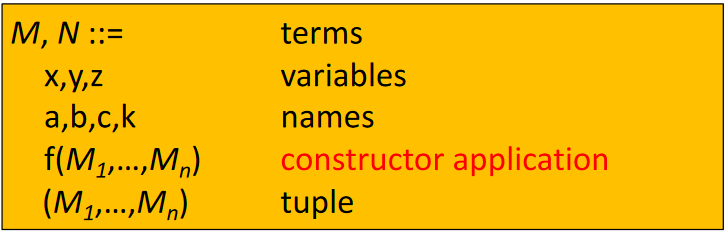 M, N ::= terms
x,y,z variables
a,b,c,k names
f(M1,...,Mn) constructor application
(M1,...,Mn) tuple